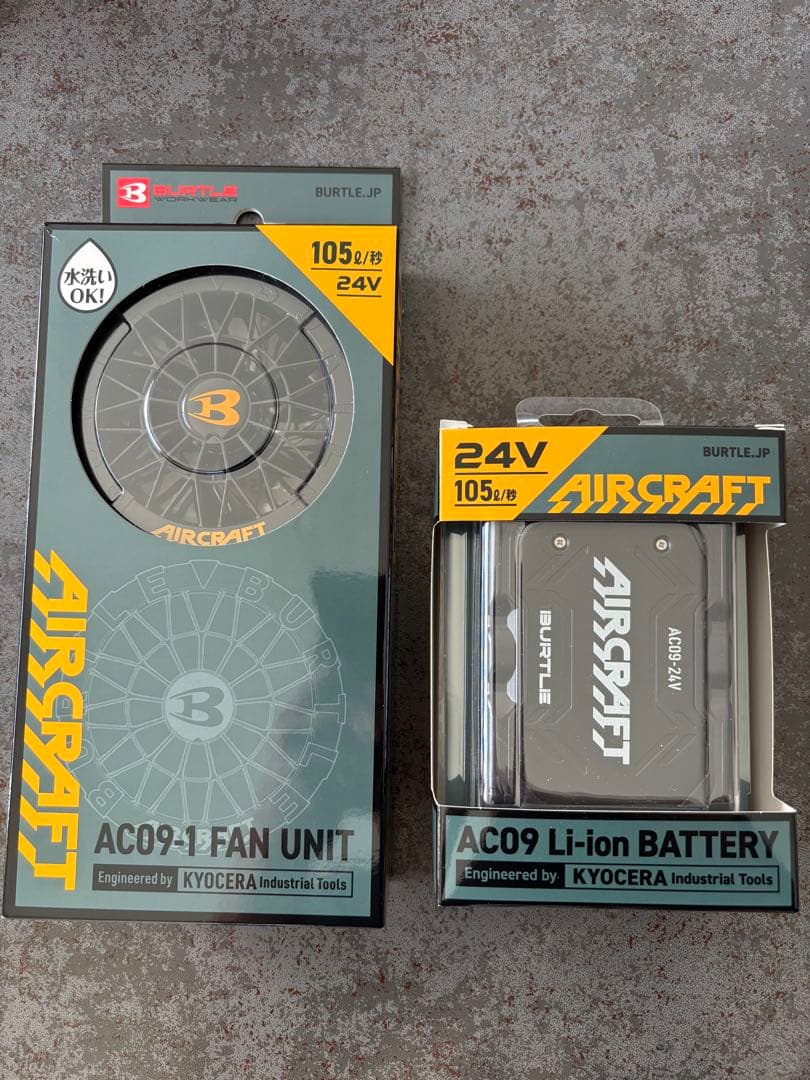 BURTLE
WORKWEAR
BURTLE.JP
水洗い
OK!
105ℓ/秒
24V
B
AIRCRAFT
AIRCRAFT
BURTLE
BURTLE
B
AC09-1 FAN UNIT
Engineered by KYOCERA Industrial Tools
24V
105ℓ/秒
BURTLE.JP
AIRCRAFT
AIRCRAFT
BURTLE
AC09-24V
AC09 Li-ion BATTERY
Engineered by KYOCERA Industrial Tools